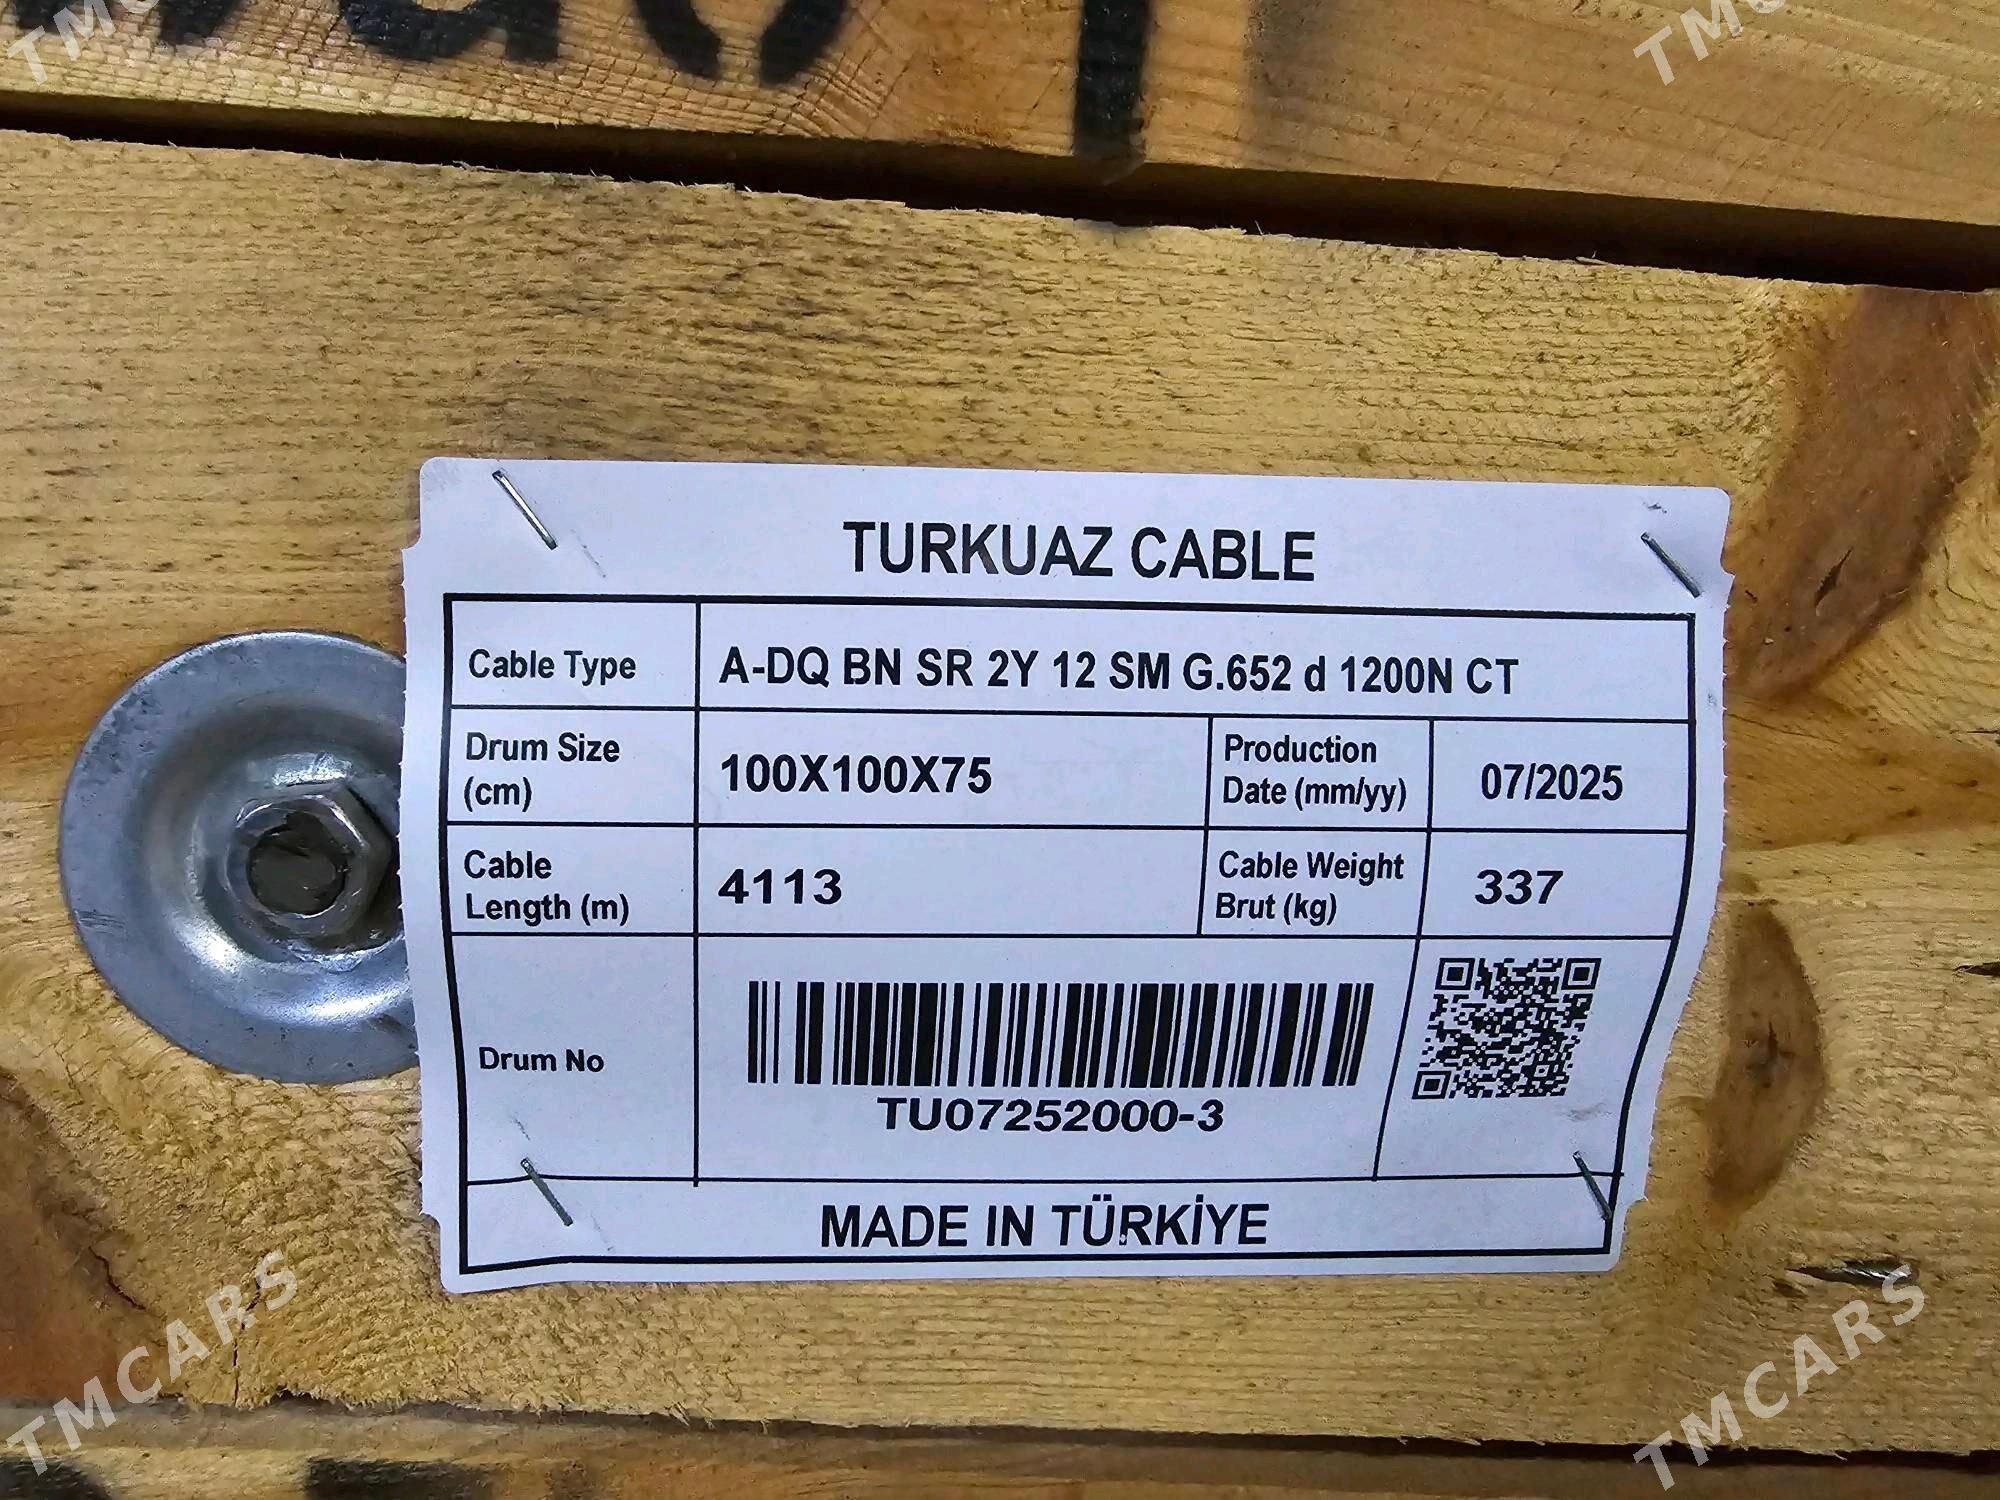 TURKUAZ CABLE
Cable Type
A-DQ BN SR 2Y 12 SM G.652 d 1200N CT
Drum Size
(cm)
100X100X75
Production
Date (mm/yy)
07/2025
Cable
Length (m)
4113
Cable Weight
Brut (kg)
337
Drum No
TU07252000-3
MADE IN TÜRKİYE
TMCARS
TMCARS